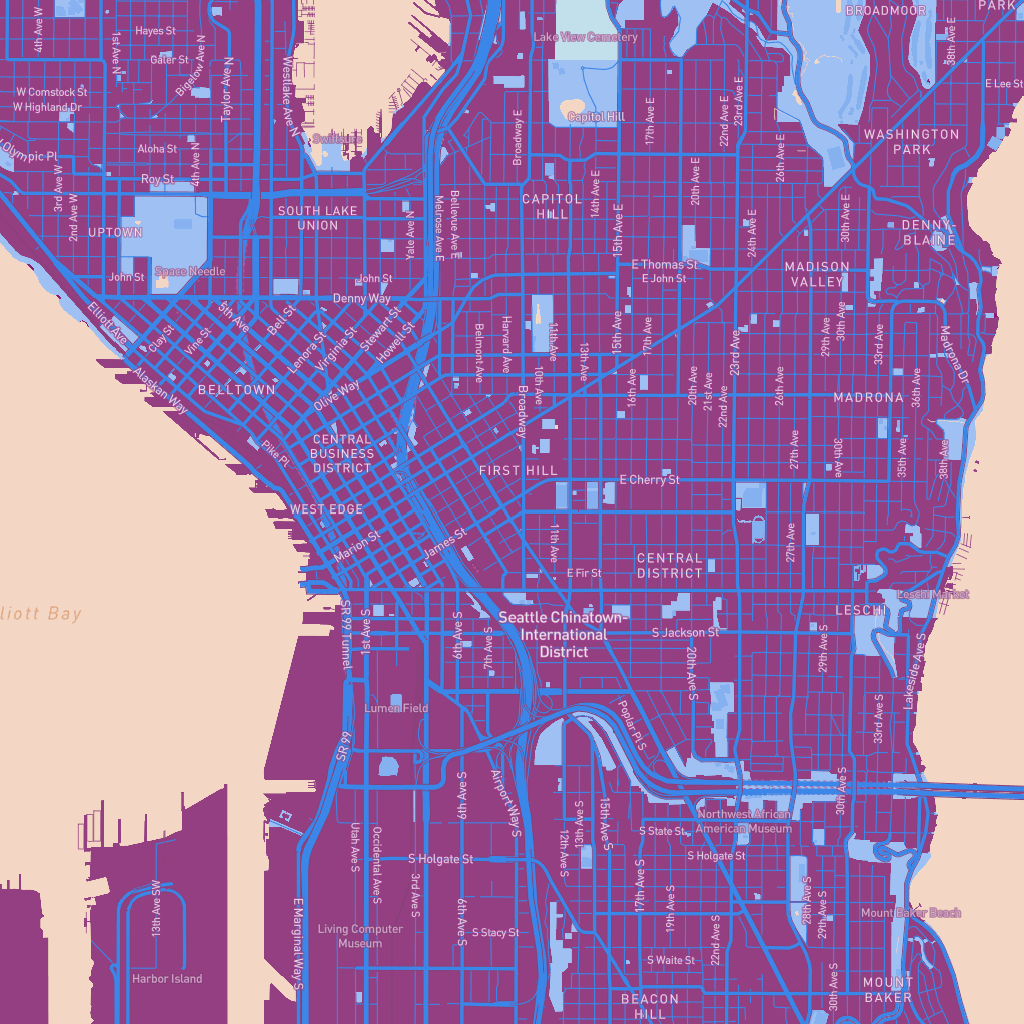 BROADMOOR
PARK
4th Ave W
Hayes St
1st Ave N
Galer St
Bigelow Ave N
Taylor Ave N
Westlake Ave N
Lake View Cemetery
38th Ave E
E Lee St
W Comstock St
W Highland Dr
Capitol Hill
17th Ave E
22nd Ave E
23rd Ave E
Broadway E
Swiftsure
WASHINGTON
PARK
Olympic Pl
Aloha St
4th Ave N
26th Ave E
Roy St
3rd Ave W
2nd Ave W
20th Ave E
14th Ave E
CAPITOL
HILL
SOUTH LAKE
UNION
Yale Ave N
Melrose Ave E
Bellevue Ave E
15th Ave E
24th Ave E
30th Ave E
DENNY-
BLAINE
UPTOWN
Space Needle
John St
John St
E Thomas St
E John St
MADISON
VALLEY
Denny Way
Elliott Ave
Clay St
Vine St
5th Ave
Bell St
Lenora St
Virginia St
Stewart St
Howell St
Belmont Ave
Harvard Ave
11th Ave
13th Ave
15th Ave
17th Ave
23rd Ave
29th Ave
30th Ave
33rd Ave
Madrona Dr
Alaskan Way
BELLTOWN
Olive Way
10th Ave
Broadway
16th Ave
20th Ave
21st Ave
22nd Ave
26th Ave
MADRONA
36th Ave
Pike Pl
CENTRAL
BUSINESS
DISTRICT
FIRST HILL
E Cherry St
27th Ave
30th Ave
35th Ave
38th Ave
WEST EDGE
Marion St
James St
11th Ave
27th Ave
E Fir St
CENTRAL
DISTRICT
Leschi Market
LESCHI
lliott Bay
SR 99 Tunnel
1st Ave S
6th Ave S
7th Ave S
Seattle Chinatown-
International
District
S Jackson St
20th Ave S
29th Ave S
Lakeside Ave S
Lumen Field
SR 99
Poplar Pl S
33rd Ave S
4th Ave S
Airport Way S
12th Ave S
13th Ave S
15th Ave S
Northwest African
American Museum
S State St
30th Ave S
Utah Ave S
Occidental Ave S
3rd Ave S
S Holgate St
S Holgate St
17th Ave S
19th Ave S
22nd Ave S
28th Ave S
29th Ave S
Mount Baker Beach
13th Ave SW
E Marginal Way S
Living Computer
Museum
6th Ave S
S Stacy St
S Waite St
30th Ave S
Harbor Island
BEACON
HILL
MOUNT
BAKER